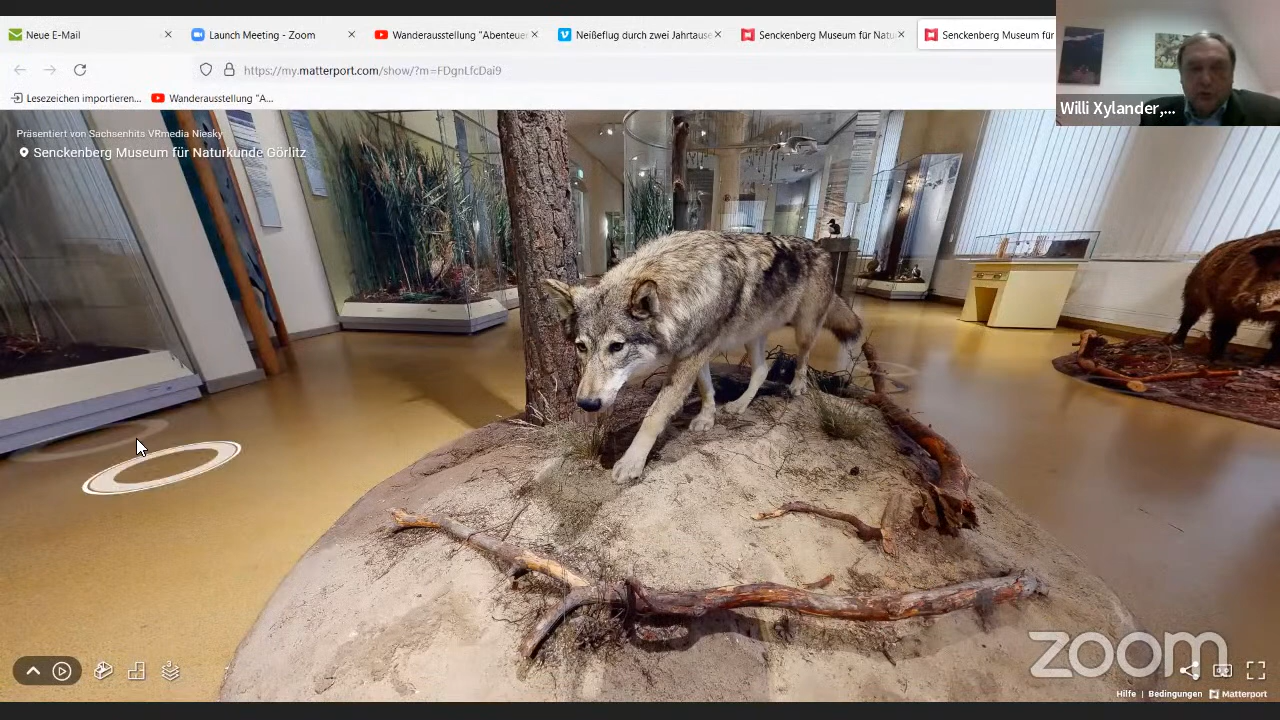 Neue E-Mail
Launch Meeting - Zoom
Wanderausstellung "Abenteue
Neißeflug durch zwei Jahrtause
Senckenberg Museum für Natu
Senckenberg Museum für
https://my.matterport.com/show/?m=FDgnLfcDai9
Lesezeichen importieren...
Wanderausstellung "A...
Willi Xylander,...
Präsentiert von Sachsenhits VRmedia Niesky
Senckenberg Museum für Naturkunde Görlitz
zoom
Hilfe | Bedingungen Matterport